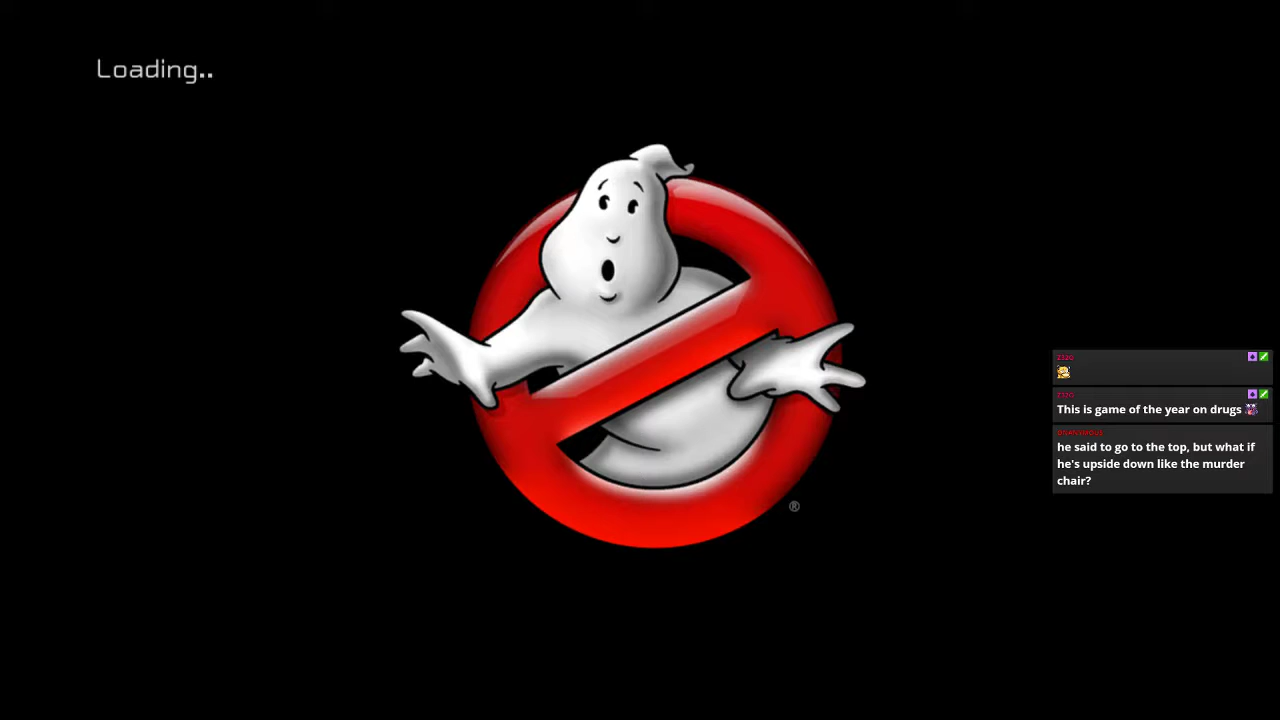 Loading..
®
This is game of the year on drugs
he said to go to the top, but what if
he's upside down like the murder
chair?